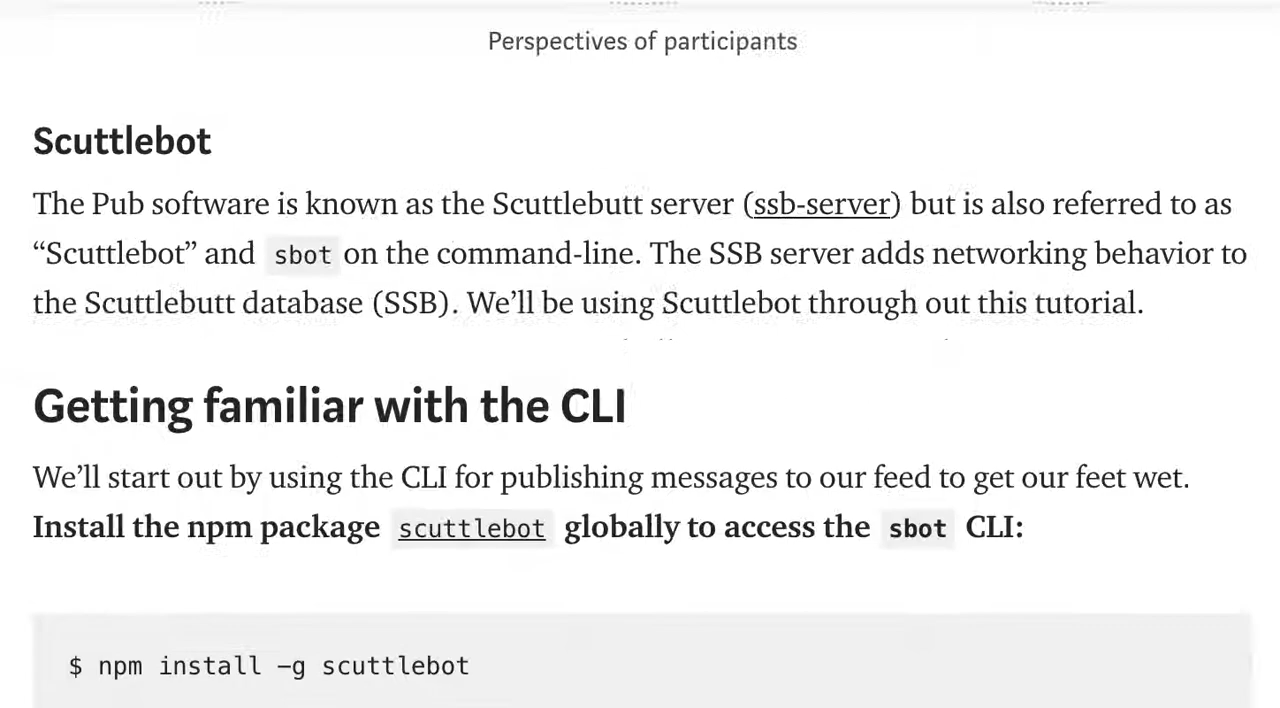 Perspectives of participants
Scuttlebot
The Pub software is known as the Scuttlebutt server (ssb-server) but is also referred to as
“Scuttlebot” and sbot on the command-line. The SSB server adds networking behavior to
the Scuttlebutt database (SSB). We’ll be using Scuttlebot through out this tutorial.
Getting familiar with the CLI
We’ll start out by using the CLI for publishing messages to our feed to get our feet wet.
Install the npm package scuttlebot globally to access the sbot CLI:
$ npm install -g scuttlebot